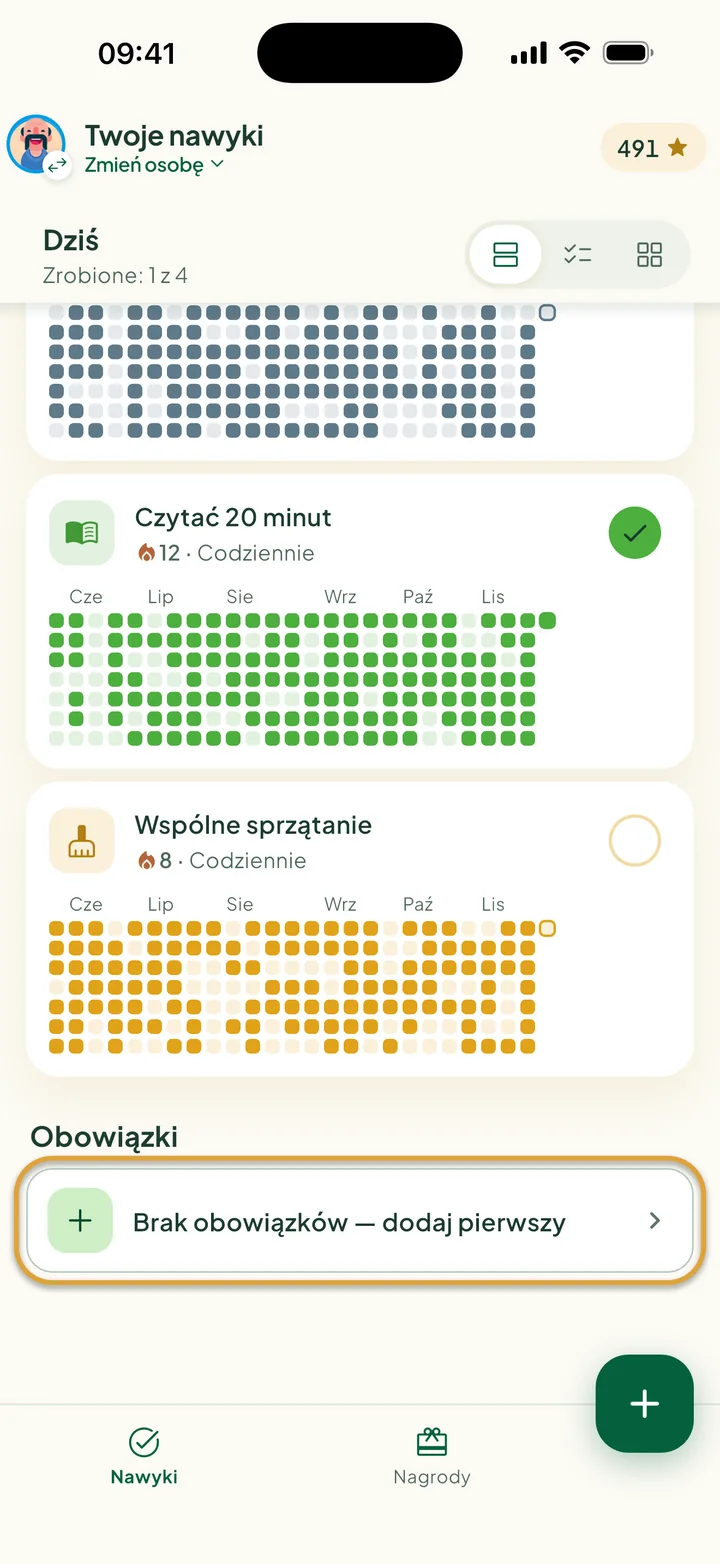 09:41
Twoje nawyki
Zmień osobę
491
Dziś
Zrobione: 1 z 4
Czytać 20 minut
12 · Codziennie
Cze Lip Sie Wrz Paź Lis
Wspólne sprzątanie
8 · Codziennie
Cze Lip Sie Wrz Paź Lis
Obowiązki
Brak obowiązków — dodaj pierwszy
Nawyki
Nagrody